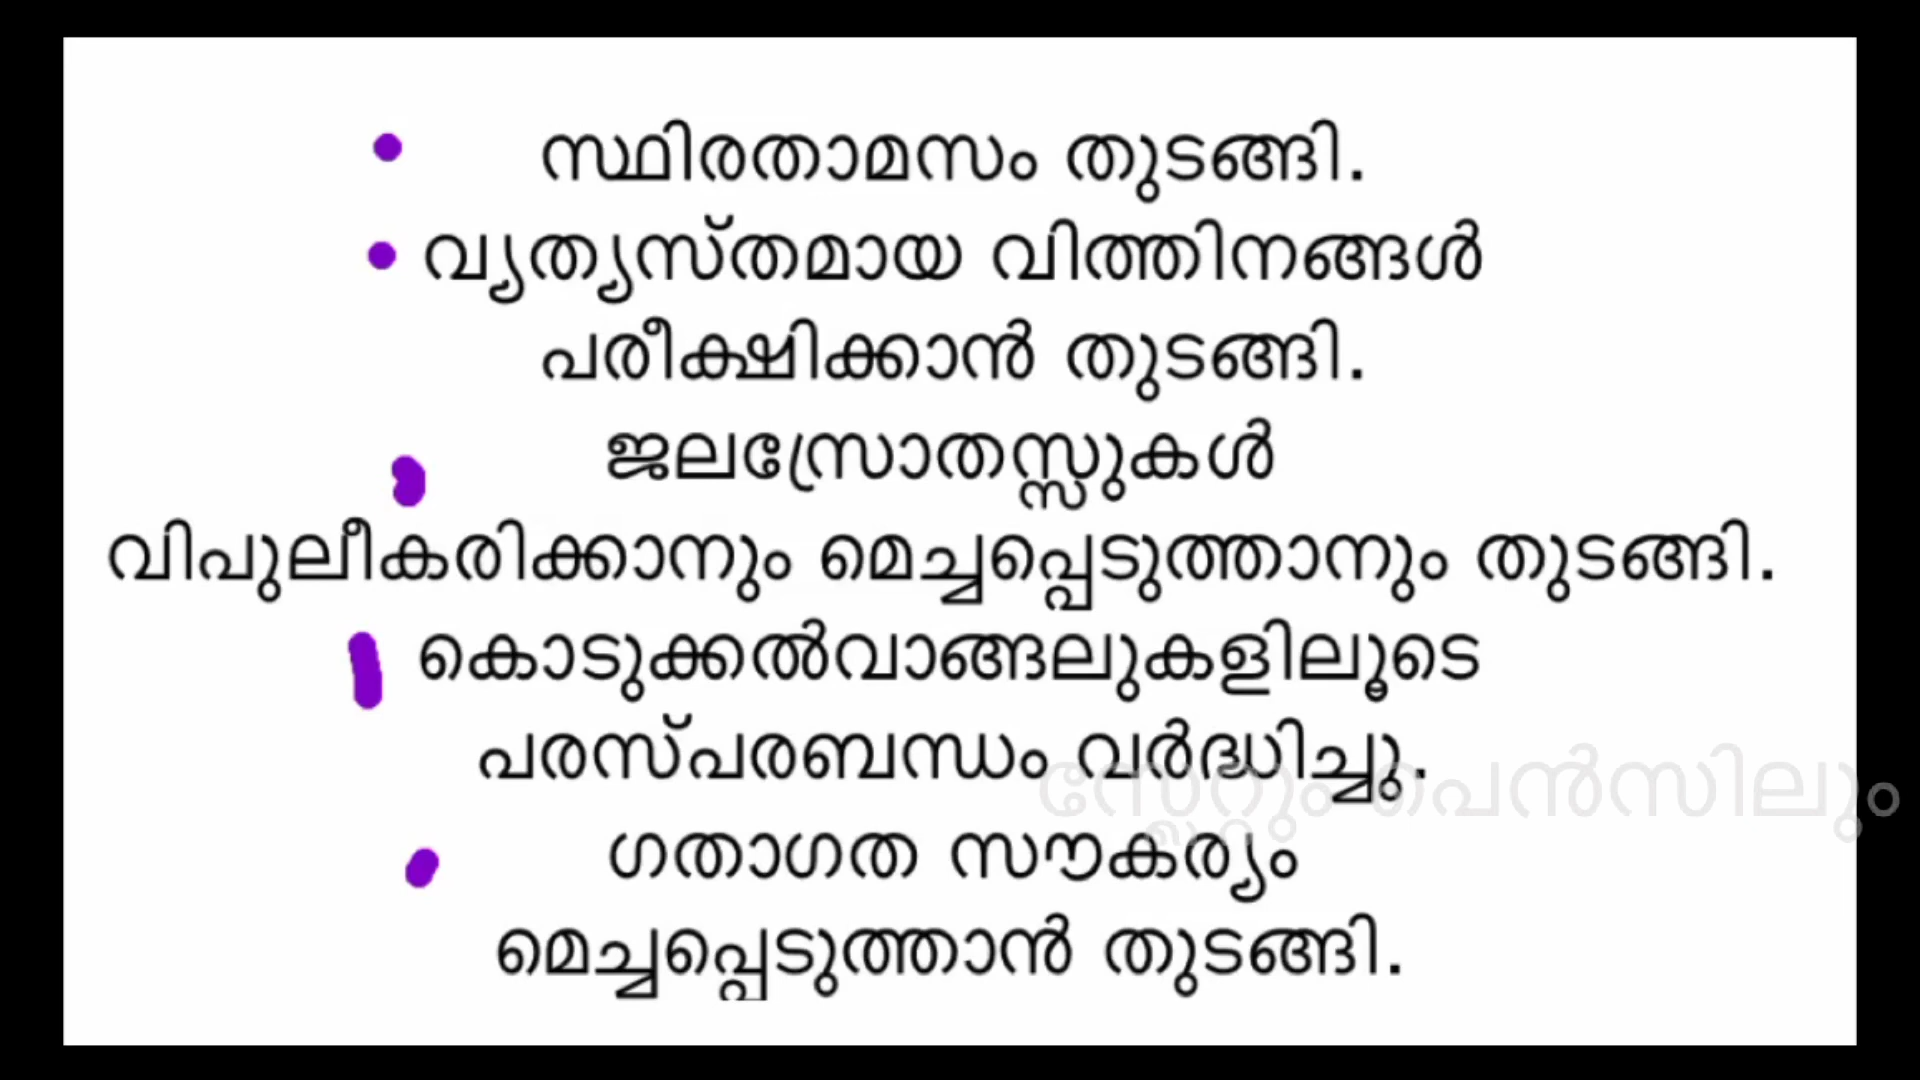 സ്ഥിരതാമസം തുടങ്ങി.
വ്യത്യസ്തമായ വിത്തിനങ്ങൾ
പരീക്ഷിക്കാൻ തുടങ്ങി.
ജലസ്രോതസ്സുകൾ
വിപുലീകരിക്കാനും മെച്ചപ്പെടുത്താനും തുടങ്ങി.
കൊടുക്കൽവാങ്ങലുകളിലൂടെ
പരസ്പരബന്ധം വർദ്ധിച്ചു.
സ്ലേറ്റും പെൻസിലും
ഗതാഗത സൗകര്യം
മെച്ചപ്പെടുത്താൻ തുടങ്ങി.